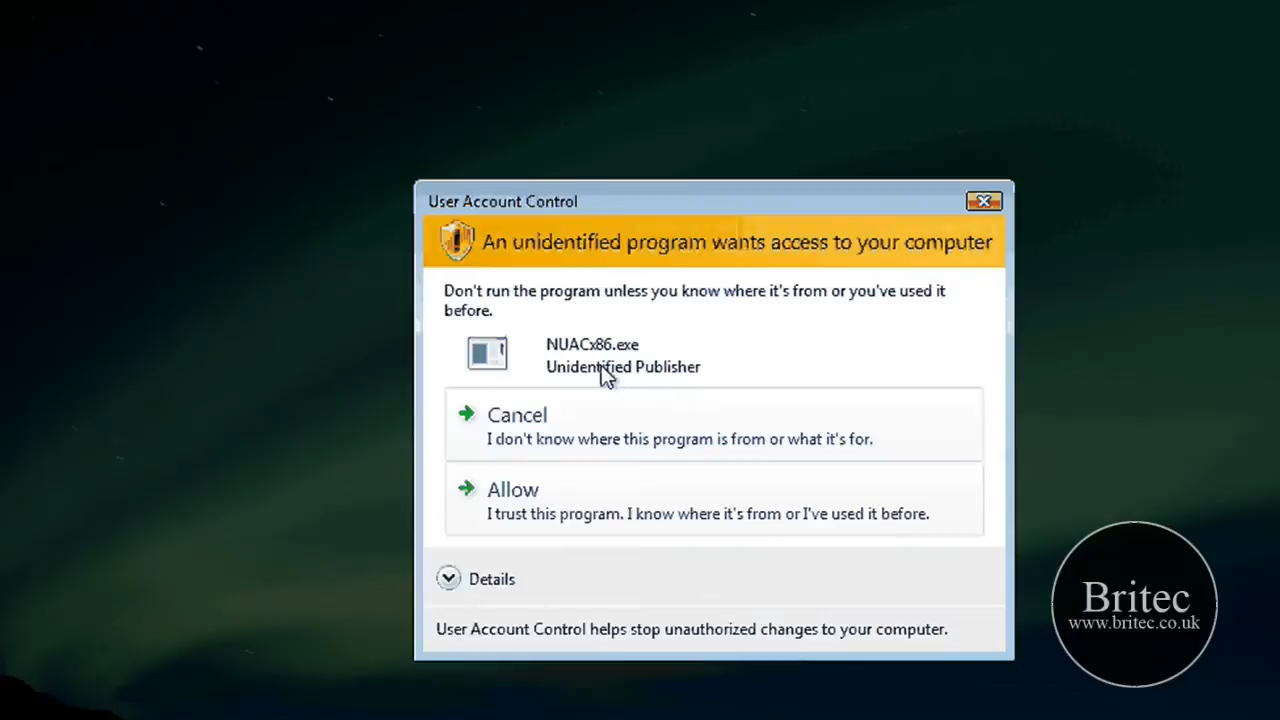 User Account Control
An unidentified program wants access to your computer
Don't run the program unless you know where it's from or you've used it
before.
NUACx86.exe
Unidentified Publisher
Cancel
I don't know where this program is from or what it's for.
Allow
I trust this program. I know where it's from or I've used it before.
Details
User Account Control helps stop unauthorized changes to your computer.
Britec
www.britec.co.uk